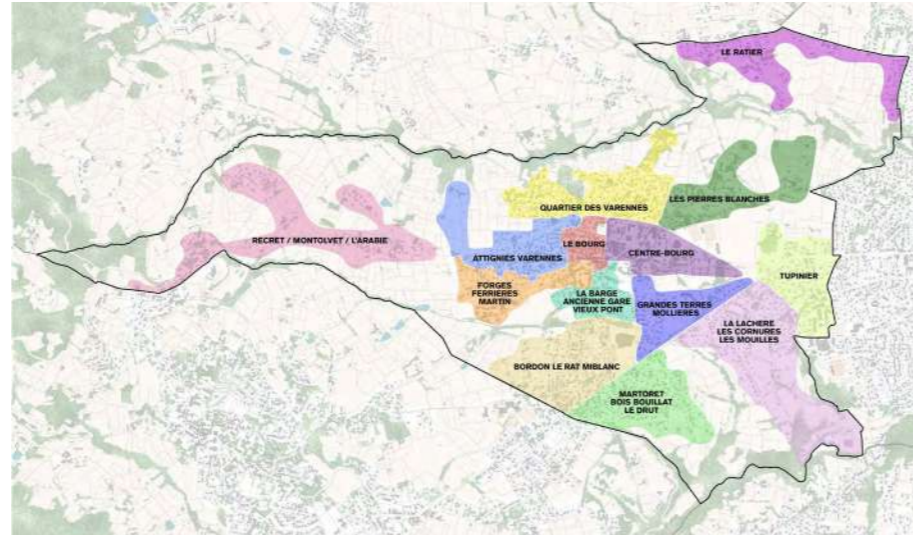 LE RATIER
LES PIERRES BLANCHES
QUARTIER DES VARENNES
RECRET / MONTOLVET / L'ARABIE
LE BOURG
CENTRE-BOURG
ATTIGNIES VARENNES
TUPINIER
FORGES
FERRIERES
MARTIN
LA BARGE
ANCIENNE GARE
VIEUX PONT
GRANDES TERRES
MOLLIERES
LA LACHERE
LES CORNURES
LES MOUILLES
BORDON LE RAT MIBLANC
MARTORET
BOIS BOUILLAT
LE DRUT